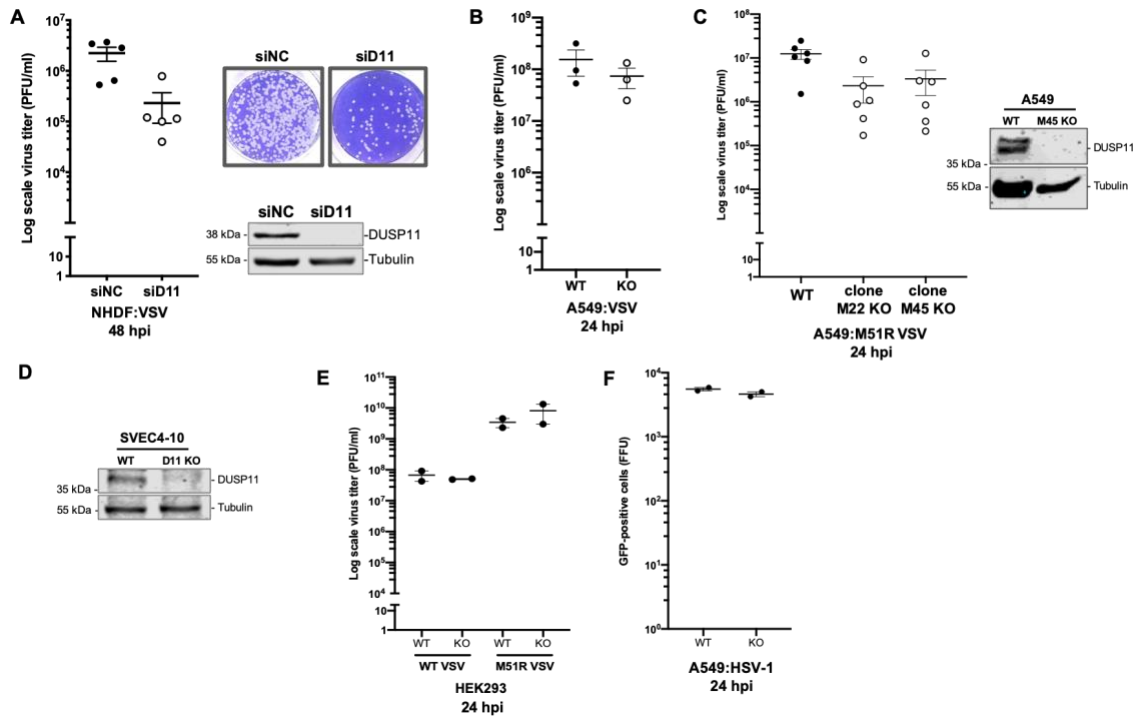 A
Log scale virus titer (PFU/ml)
10⁷
10⁶
10⁵
10⁴
10
1
siNC siD11
NHDF:VSV
48 hpi
siNC siD11
siNC siD11
38 kDa - -DUSP11
55 kDa - -Tubulin
B
Log scale virus titer (PFU/ml)
10⁹
10⁸
10⁷
10⁶
10
1
WT KO
A549:VSV
24 hpi
C
Log scale virus titer (PFU/ml)
10⁸
10⁷
10⁶
10⁵
10⁴
10
1
WT clone M22 KO clone M45 KO
A549:M51R VSV
24 hpi
A549
WT M45 KO
-DUSP11
35 kDa -
55 kDa - -Tubulin
D
SVEC4-10
WT D11 KO
- DUSP11
35 kDa -
55 kDa - - Tubulin
E
Log scale virus titer (PFU/ml)
10¹¹
10¹⁰
10⁹
10⁸
10⁷
10⁶
10⁵
10⁴
10
1
WT KO WT KO
WT VSV M51R VSV
HEK293
24 hpi
F
GFP-positive cells (FFU)
10⁴
10³
10²
10¹
10⁰
WT KO
A549:HSV-1
24 hpi